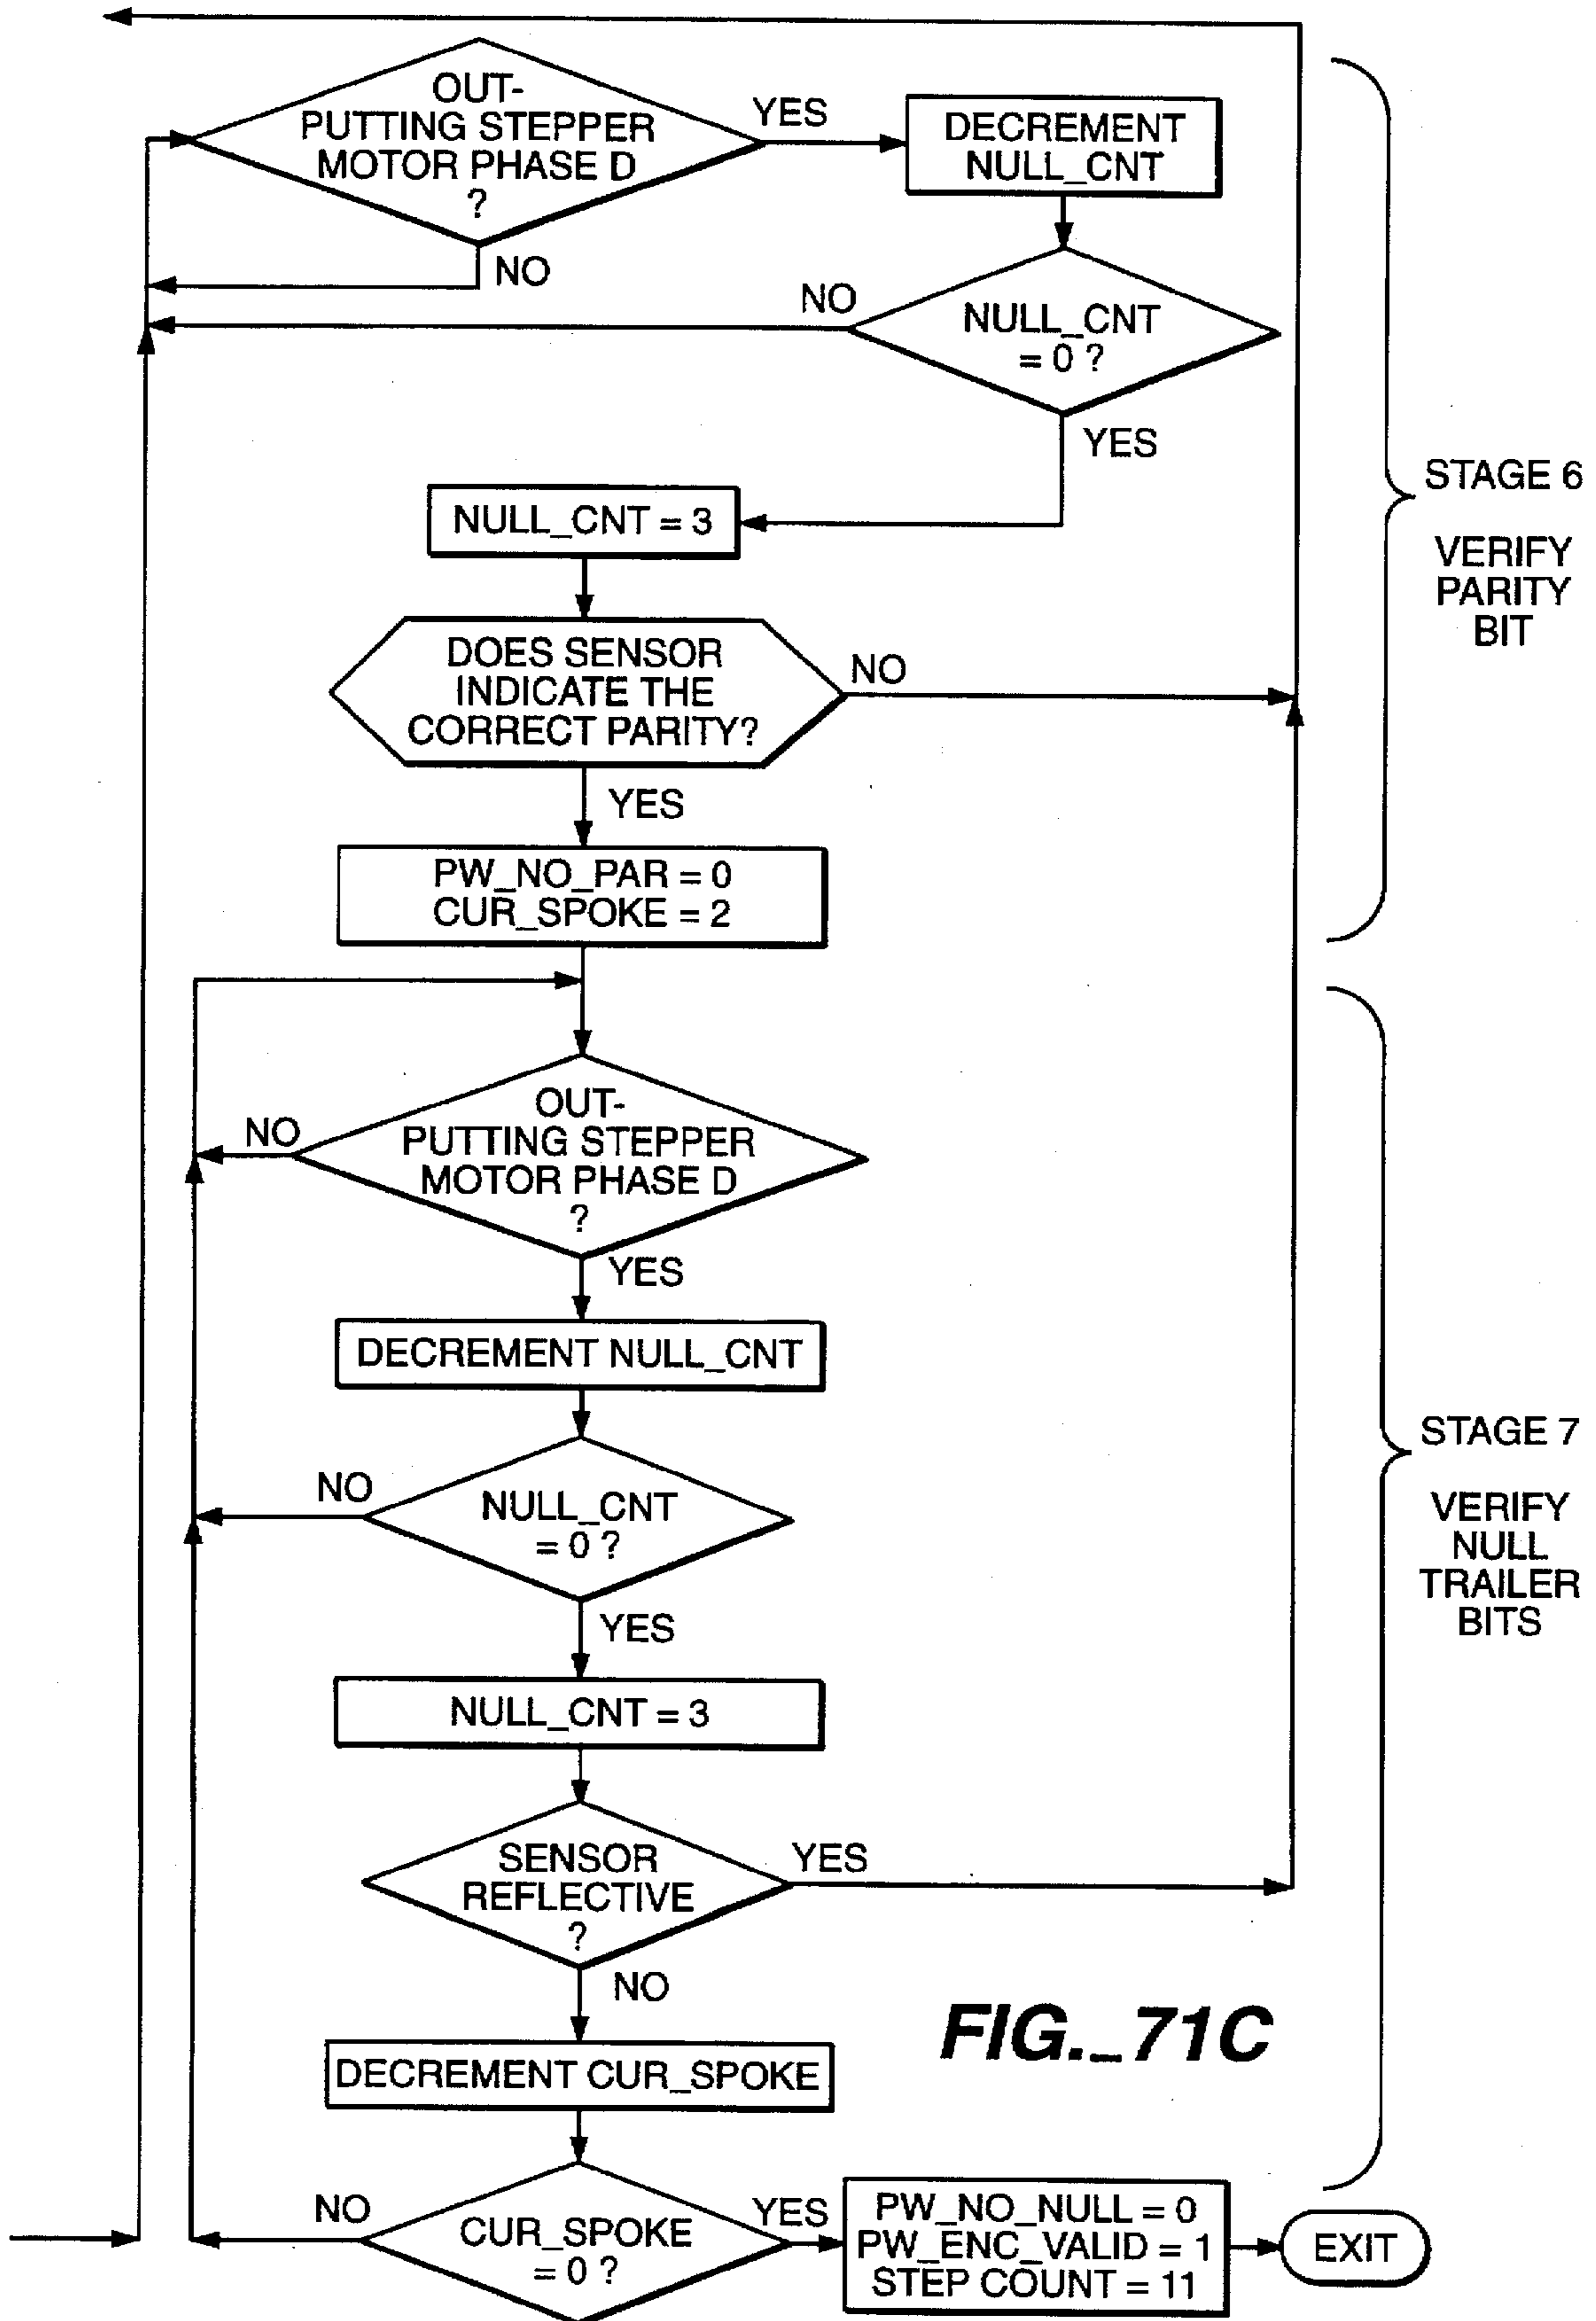 OUT-
PUTTING STEPPER
MOTOR PHASE D
?
YES
DECREMENT
NULL_CNT
NO
NO
NULL_CNT
= 0 ?
YES
NULL_CNT = 3
STAGE 6
VERIFY
PARITY
BIT
DOES SENSOR
INDICATE THE
CORRECT PARITY?
NO
YES
PW_NO_PAR = 0
CUR_SPOKE = 2
OUT-
PUTTING STEPPER
MOTOR PHASE D
?
NO
YES
DECREMENT NULL_CNT
NO
NULL_CNT
= 0 ?
YES
STAGE 7
VERIFY
NULL
TRAILER
BITS
NULL_CNT = 3
SENSOR
REFLECTIVE
?
YES
NO
DECREMENT CUR_SPOKE
NO
CUR_SPOKE
= 0 ?
YES
PW_NO_NULL = 0
PW_ENC_VALID = 1
STEP COUNT = 11
EXIT
FIG._71C